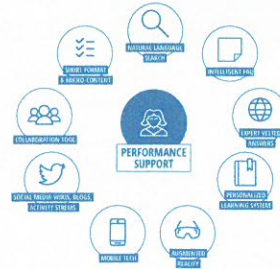 NATURAL LANGUAGE
SEARCH
SHORT FORMAT
& MICRO-CONTENT
INTELLIGENT FAQ
COLLABORATION TOOL
EXPERT VETTED
ANSWERS
PERFORMANCE
SUPPORT
SOCIAL MEDIA WIKIS, BLOGS,
ACTIVITY STREAMS
PERSONALIZED
LEARNING SYSTEM
MOBILE TECH
AUGMENTED
REALITY